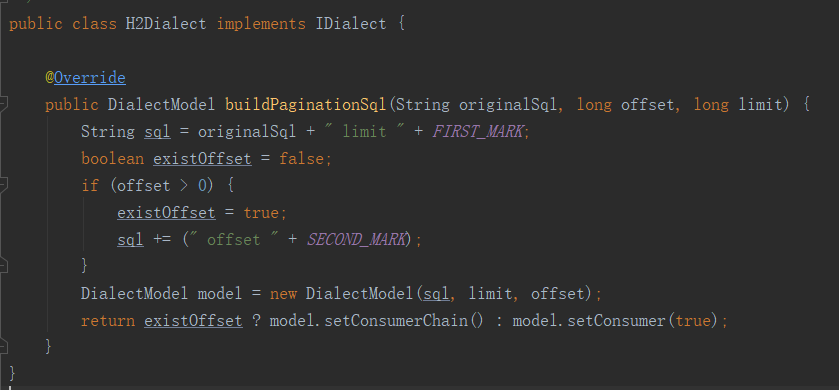 public class H2Dialect implements IDialect {
@Override
public DialectModel buildPaginationSql(String originalSql, long offset, long limit) {
String sql = originalSql + " limit " + FIRST_MARK;
boolean existOffset = false;
if (offset > 0) {
existOffset = true;
sql += (" offset " + SECOND_MARK);
}
DialectModel model = new DialectModel(sql, limit, offset);
return existOffset ? model.setConsumerChain() : model.setConsumer(true);
}
}